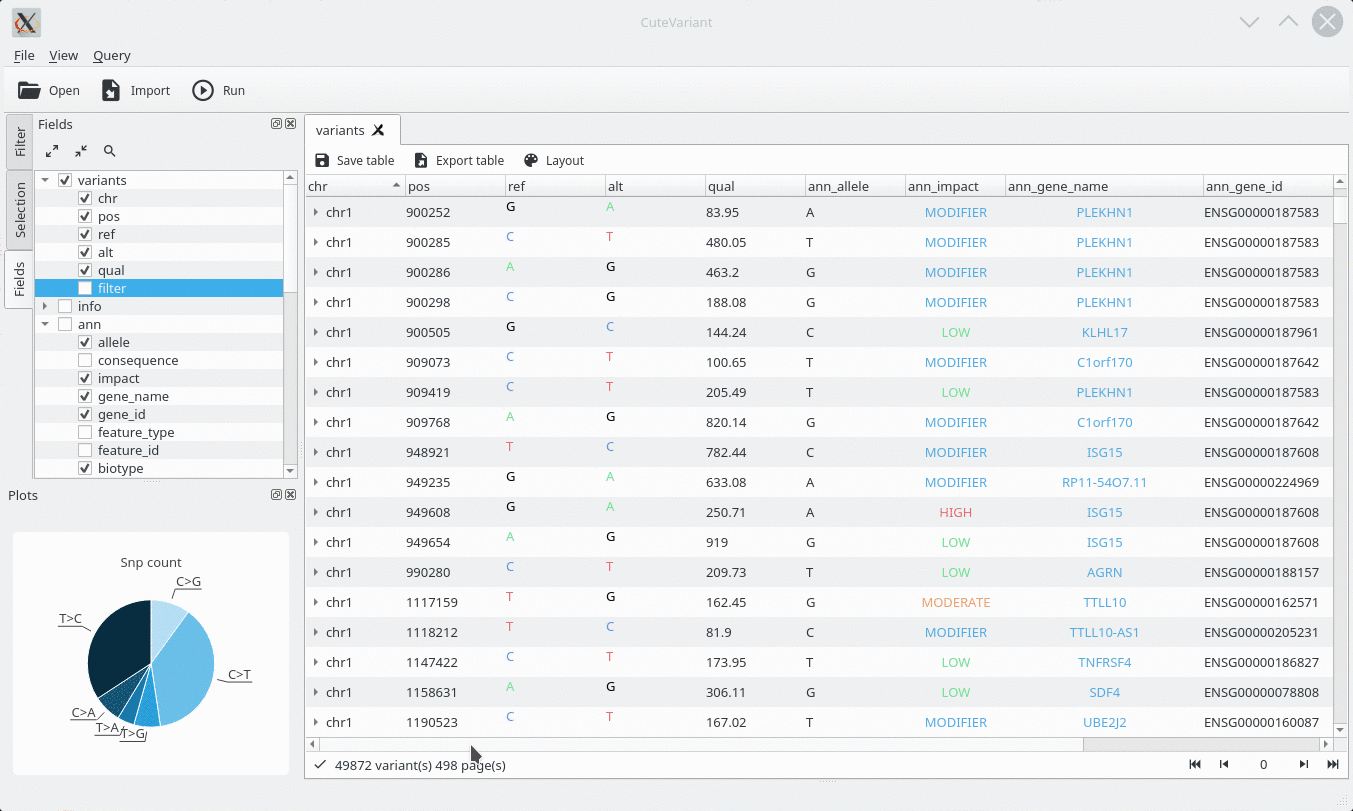 CuteVariant
File View Query
Open Import Run
Filter
Selection
Fields
Fields
variants
chr
pos
ref
alt
qual
filter
info
ann
allele
consequence
impact
gene_name
gene_id
feature_type
feature_id
biotype
Plots
Snp count
C>G
T>C
C>T
C>A
T>A
T>G
variants
Save table Export table Layout
chr pos ref alt qual ann_allele ann_impact ann_gene_name ann_gene_id
chr1 900252 G A 83.95 A MODIFIER PLEKHN1 ENSG00000187583
chr1 900285 C T 480.05 T MODIFIER PLEKHN1 ENSG00000187583
chr1 900286 A G 463.2 G MODIFIER PLEKHN1 ENSG00000187583
chr1 900298 C G 188.08 G MODIFIER PLEKHN1 ENSG00000187583
chr1 900505 G C 144.24 C LOW KLHL17 ENSG00000187961
chr1 909073 C T 100.65 T MODIFIER C1orf170 ENSG00000187642
chr1 909419 C T 205.49 T LOW PLEKHN1 ENSG00000187583
chr1 909768 A G 820.14 G MODIFIER C1orf170 ENSG00000187642
chr1 948921 T C 782.44 C MODIFIER ISG15 ENSG00000187608
chr1 949235 G A 633.08 A MODIFIER RP11-54O7.11 ENSG00000224969
chr1 949608 G A 250.71 A HIGH ISG15 ENSG00000187608
chr1 949654 A G 919 G LOW ISG15 ENSG00000187608
chr1 990280 C T 209.73 T LOW AGRN ENSG00000188157
chr1 1117159 T G 162.45 G MODERATE TTLL10 ENSG00000162571
chr1 1118212 T C 81.9 C MODIFIER TTLL10-AS1 ENSG00000205231
chr1 1147422 C T 173.95 T LOW TNFRSF4 ENSG00000186827
chr1 1158631 A G 306.11 G LOW SDF4 ENSG00000078808
chr1 1190523 C T 167.02 T MODIFIER UBE2J2 ENSG00000160087
49872 variant(s) 498 page(s) 0